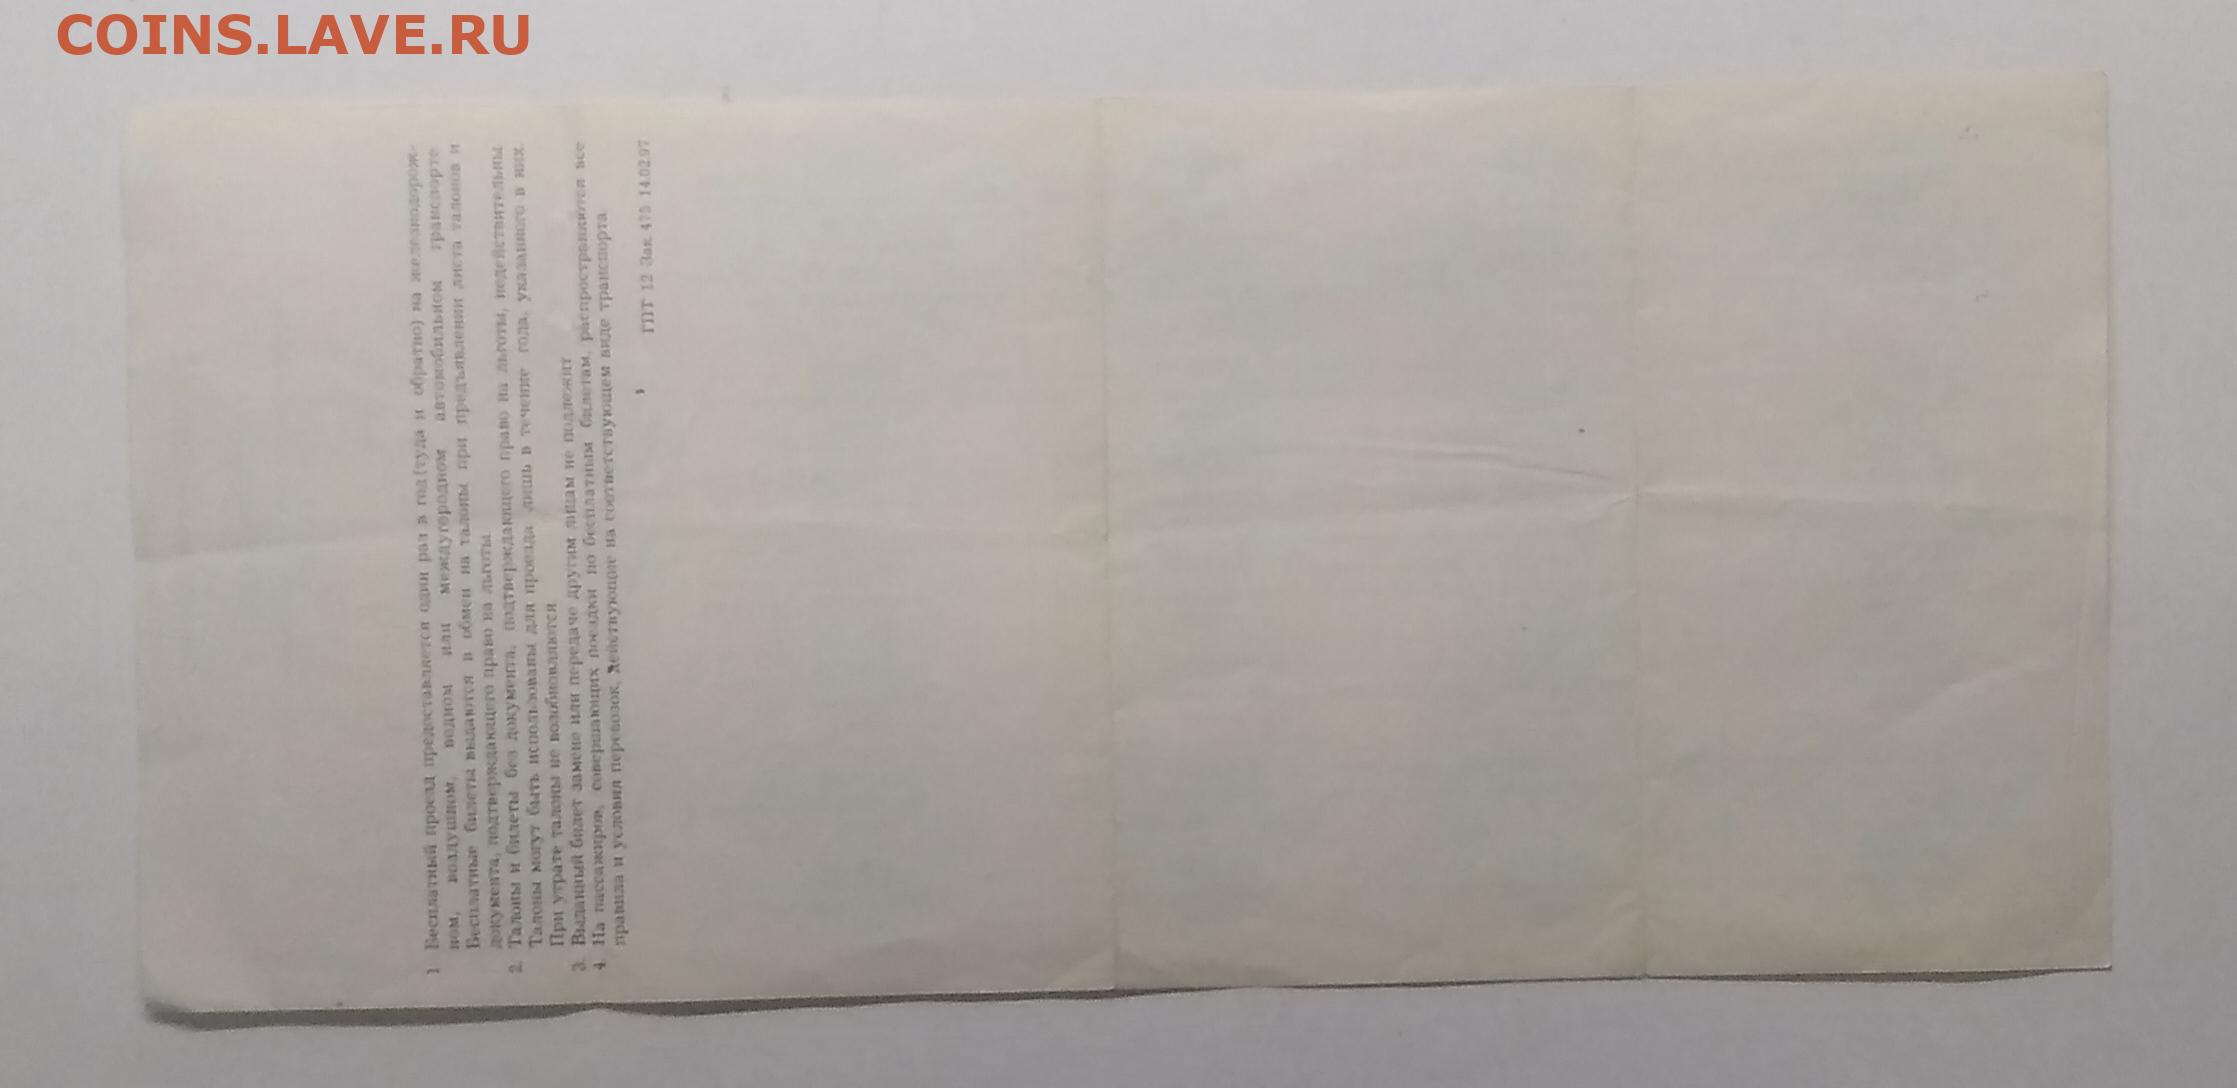 COINS.LAVE.RU
1. Бесплатный проезд предоставляется один раз в год (туда и обратно) на железнодорож-
ном, воздушном, водном или междугородном автомобильном транспорте.
Бесплатные билеты выдаются в обмен на талоны при предъявлении листа талонов и
документа, подтверждающего право на льготы.
2. Талоны и билеты без документа, подтверждающего право на льготы, недействительны.
Талоны могут быть использованы для проезда лишь в течение года, указанного в них.
При утрате талоны не возобновляются
3. Выданный билет замене или передаче другим лицам не подлежит
4. На пассажиров, совершающих поездки по бесплатным билетам, распространяются все
правила и условия перевозок, действующие на соответствующем виде транспорта.
ГПТ 12 Зак. 475 14.02.97